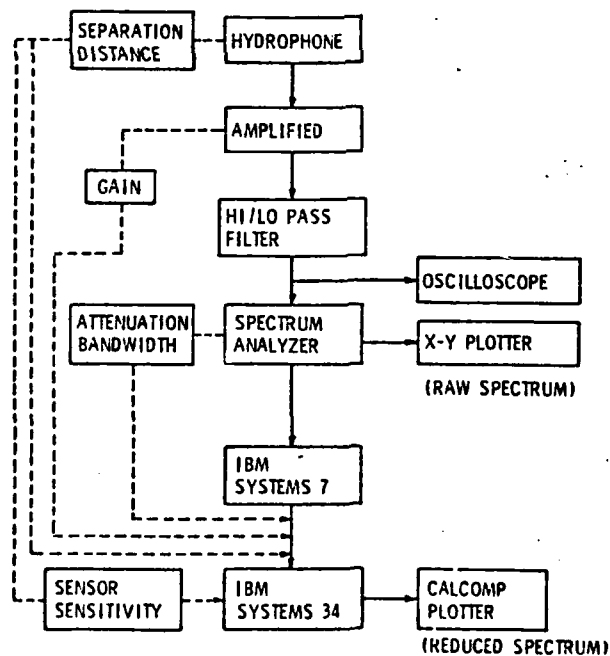 SEPARATION
DISTANCE
HYDROPHONE
AMPLIFIED
GAIN
HI/LO PASS
FILTER
OSCILLOSCOPE
ATTENUATION
BANDWIDTH
SPECTRUM
ANALYZER
X-Y PLOTTER
(RAW SPECTRUM)
IBM
SYSTEMS 7
SENSOR
SENSITIVITY
IBM
SYSTEMS 34
CALCOMP
PLOTTER
(REDUCED SPECTRUM)